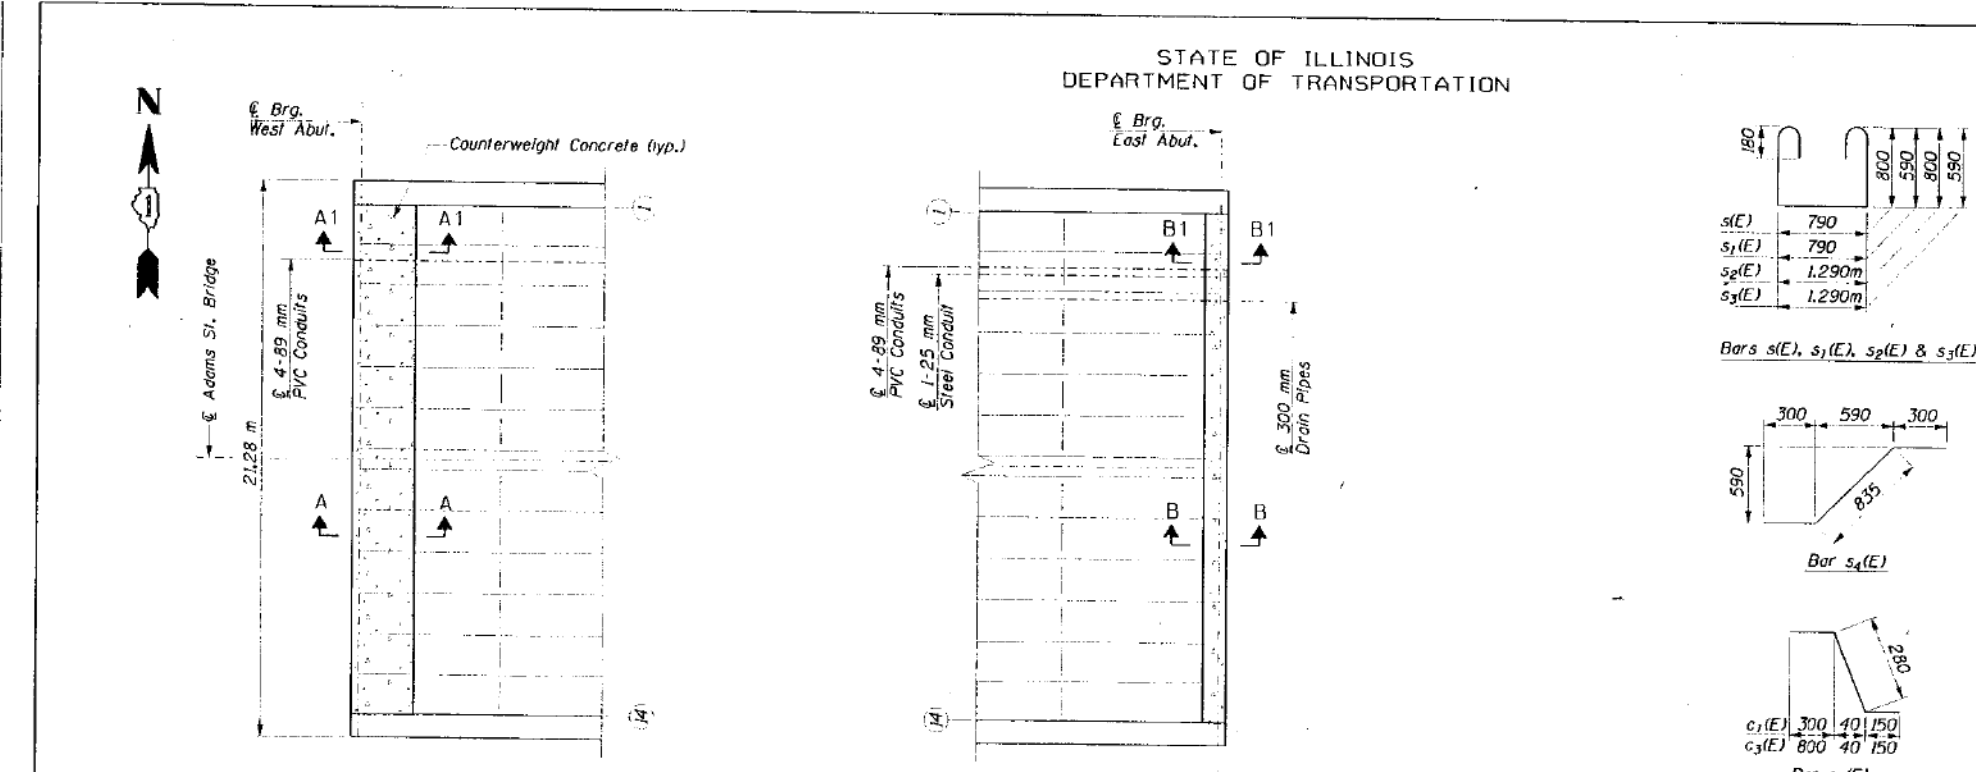 STATE OF ILLINOIS
DEPARTMENT OF TRANSPORTATION
N
℄ Brg.
West Abut.
Counterweight Concrete (typ.)
℄ Brg.
East Abut.
A1
A1
1
1
B1
B1
℄ Adams St. Bridge
21.28 m
℄ 4-89 mm
PVC Conduits
℄ 4-89 mm
PVC Conduits
℄ 1-25 mm
Steel Conduit
℄ 300 mm
Drain Pipes
A
A
B
B
14
14
180
800
590
800
590
s(E) 790
s1(E) 790
s2(E) 1.290m
s3(E) 1.290m
Bars s(E), s1(E), s2(E) & s3(E)
300 590 300
590
835
Bar s4(E)
280
c1(E) 300 40 150
c3(E) 800 40 150